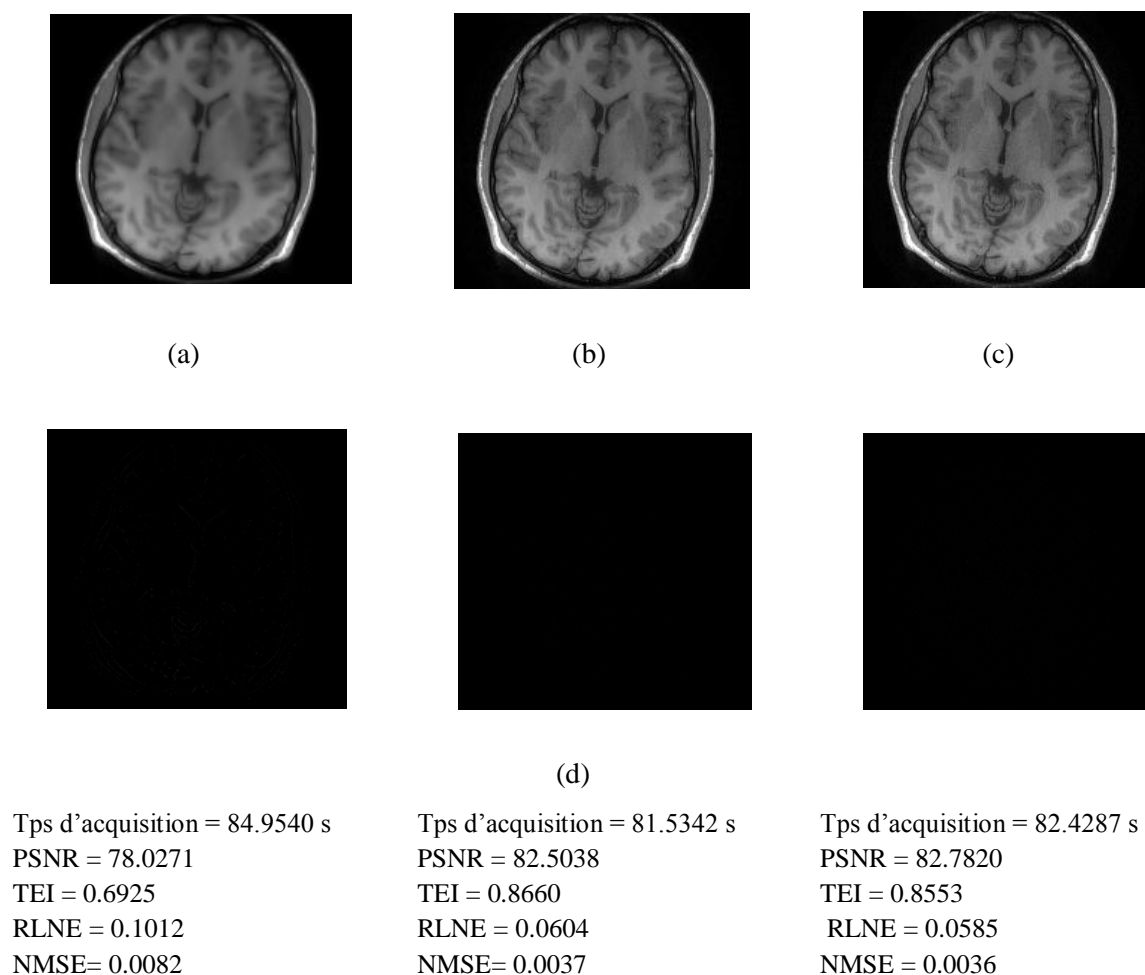 (a)
(b)
(c)
(d)
Tps d'acquisition = 84.9540 s
PSNR = 78.0271
TEI = 0.6925
RLNE = 0.1012
NMSE= 0.0082
Tps d'acquisition = 81.5342 s
PSNR = 82.5038
TEI = 0.8660
RLNE = 0.0604
NMSE= 0.0037
Tps d'acquisition = 82.4287 s
PSNR = 82.7820
TEI = 0.8553
RLNE = 0.0585
NMSE = 0.0036